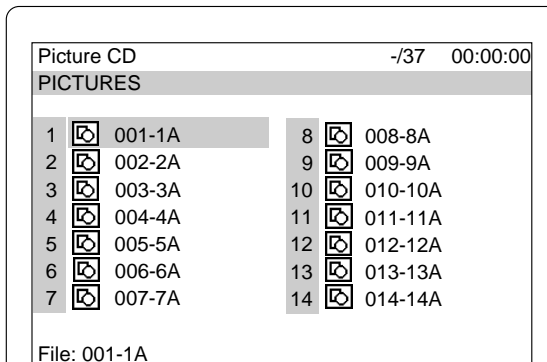 Picture CD -/37 00:00:00
PICTURES
1 001-1A
2 002-2A
3 003-3A
4 004-4A
5 005-5A
6 006-6A
7 007-7A
8 008-8A
9 009-9A
10 010-10A
11 011-11A
12 012-12A
13 013-13A
14 014-14A
File: 001-1A